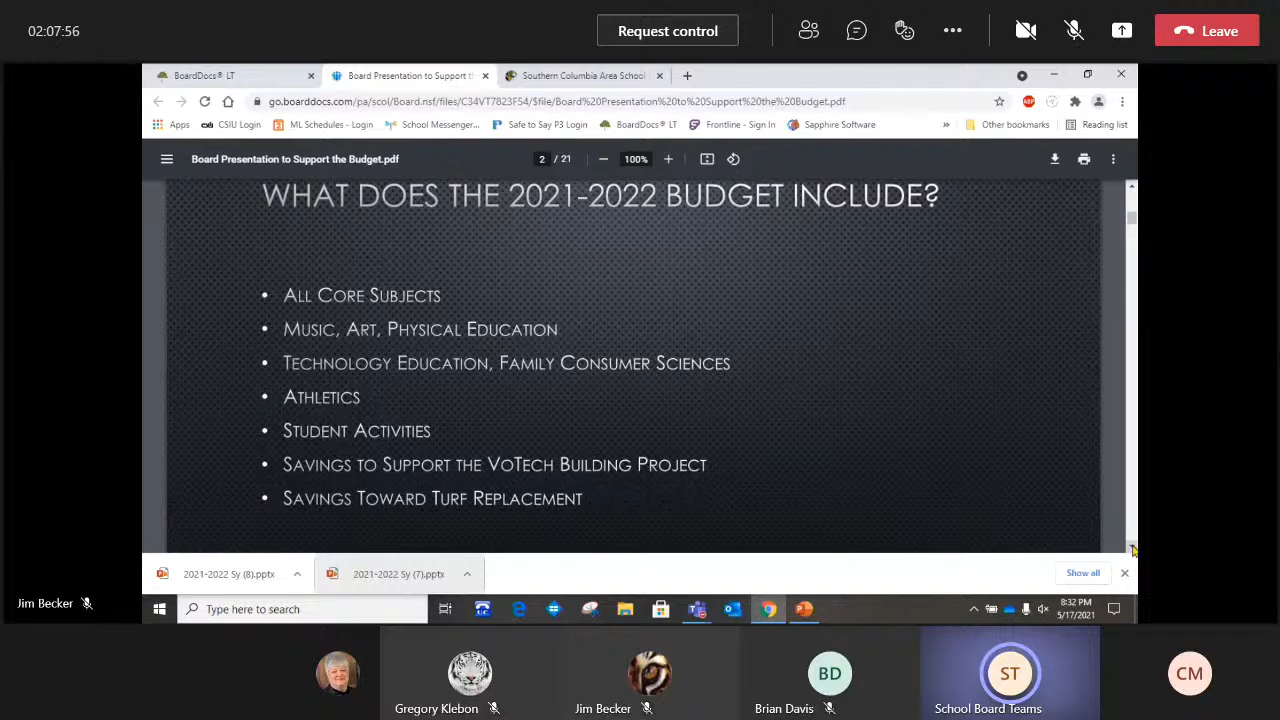 02:07:56
Request control
Leave
BoardDocs® LT
Board Presentation to Support t
Southern Columbia Area School
go.boarddocs.com/pa/scol/Board.nsf/files/C34VT7823F54/$file/Board%20Presentation%20to%20Support%20the%20Budget.pdf
ABP
Apps
CSIU Login
ML Schedules - Login
School Messenger...
Safe to Say P3 Login
BoardDocs® LT
Frontline - Sign In
Sapphire Software
»
Other bookmarks
Reading list
Board Presentation to Support the Budget.pdf
2 / 21
100%
WHAT DOES THE 2021-2022 BUDGET INCLUDE?
• ALL CORE SUBJECTS
• MUSIC, ART, PHYSICAL EDUCATION
• TECHNOLOGY EDUCATION, FAMILY CONSUMER SCIENCES
• ATHLETICS
• STUDENT ACTIVITIES
• SAVINGS TO SUPPORT THE VOTECH BUILDING PROJECT
• SAVINGS TOWARD TURF REPLACEMENT
2021-2022 Sy (8).pptx
2021-2022 Sy (7).pptx
Show all
Jim Becker
Type here to search
8:32 PM
5/17/2021
BD
ST
CM
Gregory Klebon
Jim Becker
Brian Davis
School Board Teams